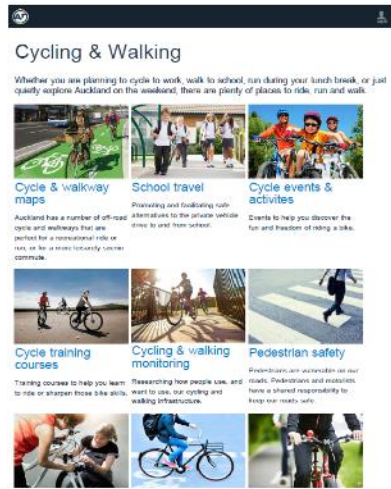 AT
Cycling & Walking
Whether you are planning to cycle to work, walk to school, run during your lunch break, or just
quietly explore Auckland on the weekend, there are plenty of places to ride, run and walk.
Cycle & walkway
maps
Auckland has a number of off-road
cycle and walkways that are
perfect for a recreational ride or
run, or for a more leisurely scenic
commute.
School travel
Promoting and facilitating safe
alternatives to the private vehicle
drive to and from school.
Cycle events &
activites
Events to help you discover the
fun and freedom of riding a bike.
Cycle training
courses
Training courses to help you learn
to ride or sharpen those bike skills.
Cycling & walking
monitoring
Researching how people use, and
want to use, our cycling and
walking infrastructure.
Pedestrian safety
Pedestrians are vulnerable on our
roads. Pedestrians and motorists
have a shared responsibility to
keep our roads safe.